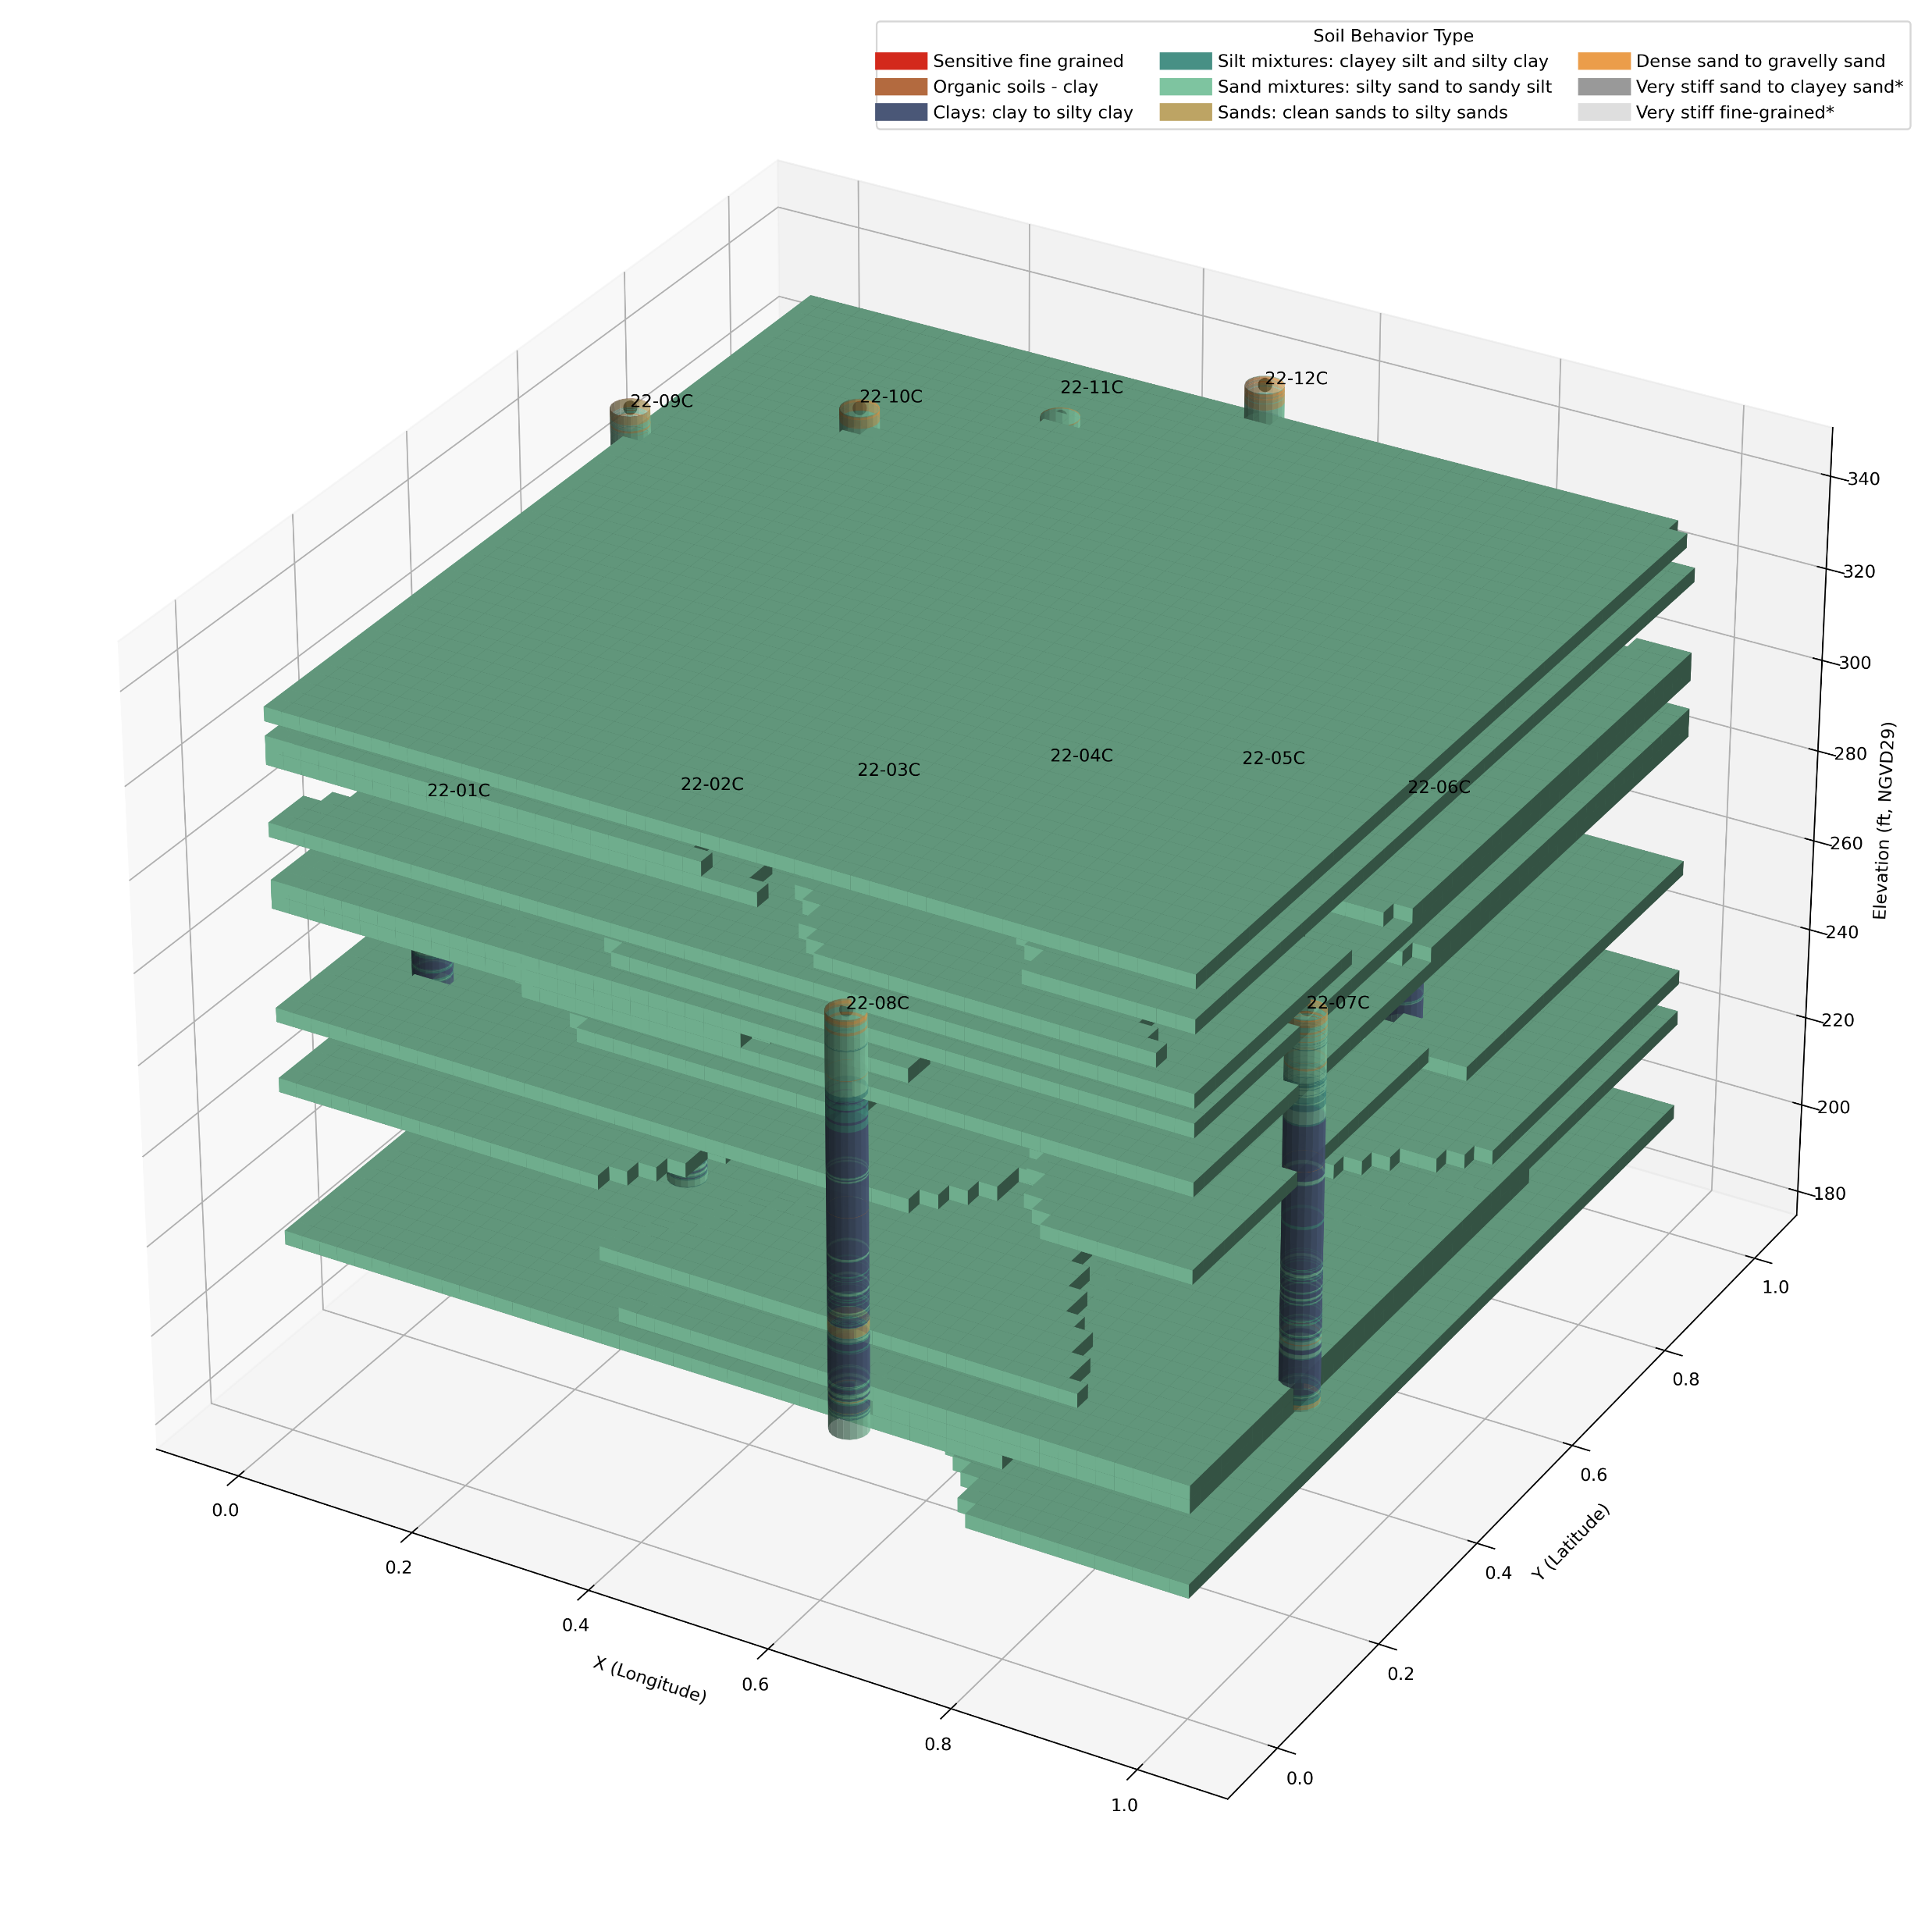 Soil Behavior Type
Sensitive fine grained
Organic soils - clay
Clays: clay to silty clay
Silt mixtures: clayey silt and silty clay
Sand mixtures: silty sand to sandy silt
Sands: clean sands to silty sands
Dense sand to gravelly sand
Very stiff sand to clayey sand*
Very stiff fine-grained*
22-09C
22-10C
22-11C
22-12C
22-01C
22-02C
22-03C
22-04C
22-05C
22-06C
22-08C
22-07C
340
320
300
280
260
240
220
200
180
Elevation (ft, NGVD29)
1.0
0.8
0.6
0.4
0.2
0.0
Y (Latitude)
0.0
0.2
0.4
0.6
0.8
1.0
X (Longitude)